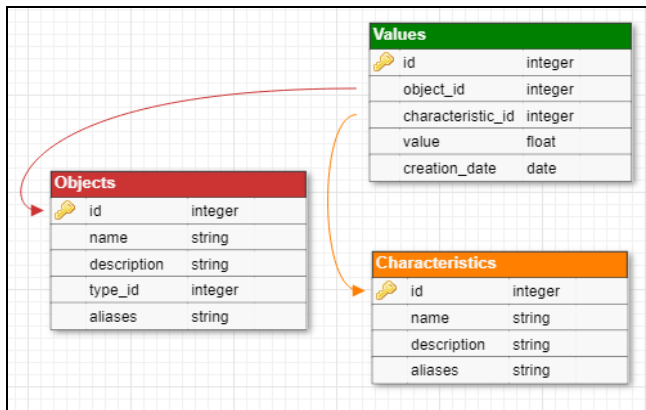 Values
id integer
object_id integer
characteristic_id integer
value float
creation_date date
Objects
id integer
name string
description string
type_id integer
aliases string
Characteristics
id integer
name string
description string
aliases string